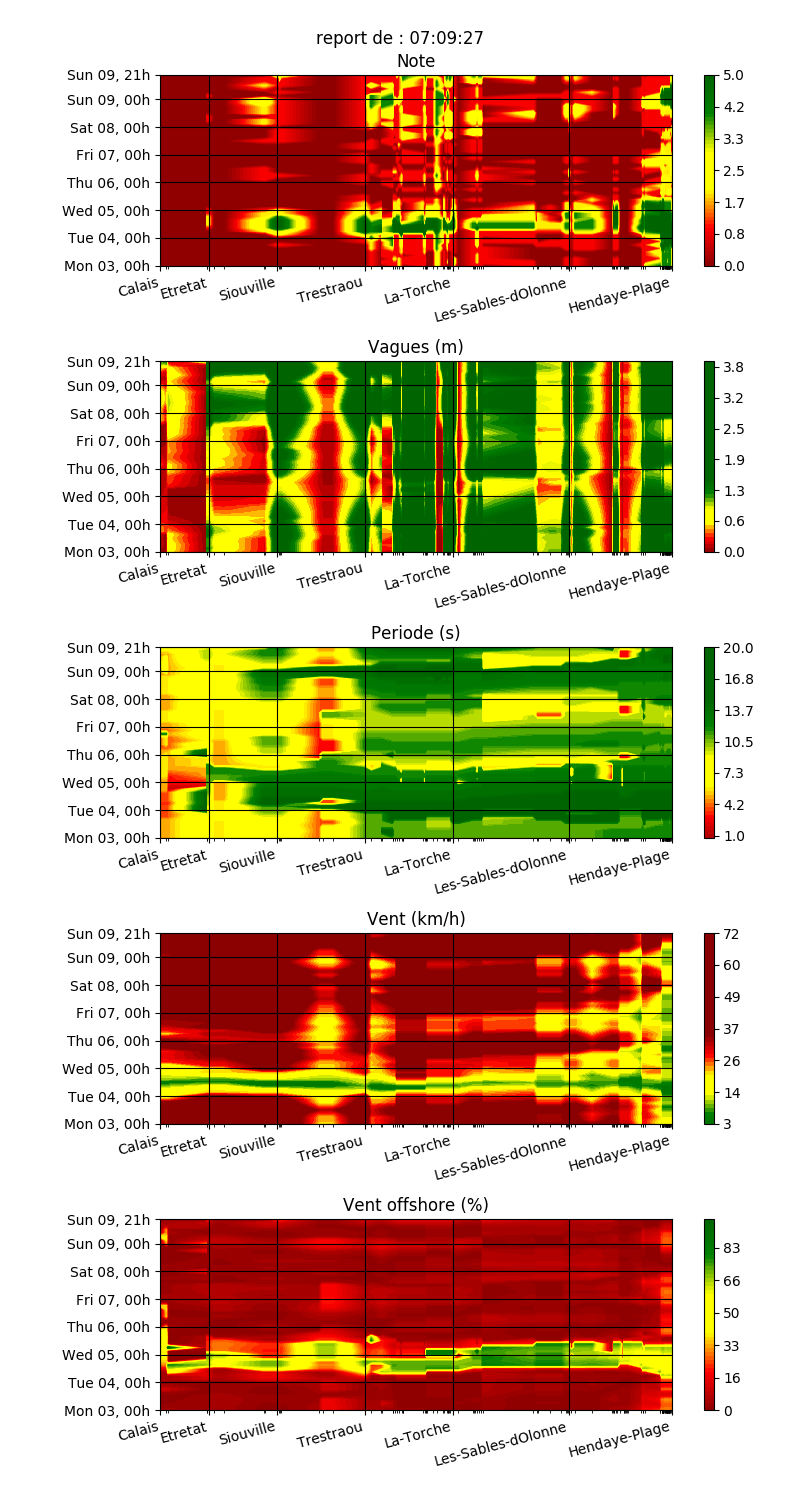 report de : 07:09:27
Note
Sun 09, 21h
Sun 09, 00h
Sat 08, 00h
Fri 07, 00h
Thu 06, 00h
Wed 05, 00h
Tue 04, 00h
Mon 03, 00h
Calais
Etretat
Siouville
Trestraou
La-Torche
Les-Sables-dOlonne
Hendaye-Plage
5.0
4.2
3.3
2.5
1.7
0.8
0.0
Vagues (m)
Sun 09, 21h
Sun 09, 00h
Sat 08, 00h
Fri 07, 00h
Thu 06, 00h
Wed 05, 00h
Tue 04, 00h
Mon 03, 00h
Calais
Etretat
Siouville
Trestraou
La-Torche
Les-Sables-dOlonne
Hendaye-Plage
3.8
3.2
2.5
1.9
1.3
0.6
0.0
Periode (s)
Sun 09, 21h
Sun 09, 00h
Sat 08, 00h
Fri 07, 00h
Thu 06, 00h
Wed 05, 00h
Tue 04, 00h
Mon 03, 00h
Calais
Etretat
Siouville
Trestraou
La-Torche
Les-Sables-dOlonne
Hendaye-Plage
20.0
16.8
13.7
10.5
7.3
4.2
1.0
Vent (km/h)
Sun 09, 21h
Sun 09, 00h
Sat 08, 00h
Fri 07, 00h
Thu 06, 00h
Wed 05, 00h
Tue 04, 00h
Mon 03, 00h
Calais
Etretat
Siouville
Trestraou
La-Torche
Les-Sables-dOlonne
Hendaye-Plage
72
60
49
37
26
14
3
Vent offshore (%)
Sun 09, 21h
Sun 09, 00h
Sat 08, 00h
Fri 07, 00h
Thu 06, 00h
Wed 05, 00h
Tue 04, 00h
Mon 03, 00h
Calais
Etretat
Siouville
Trestraou
La-Torche
Les-Sables-dOlonne
Hendaye-Plage
83
66
50
33
16
0